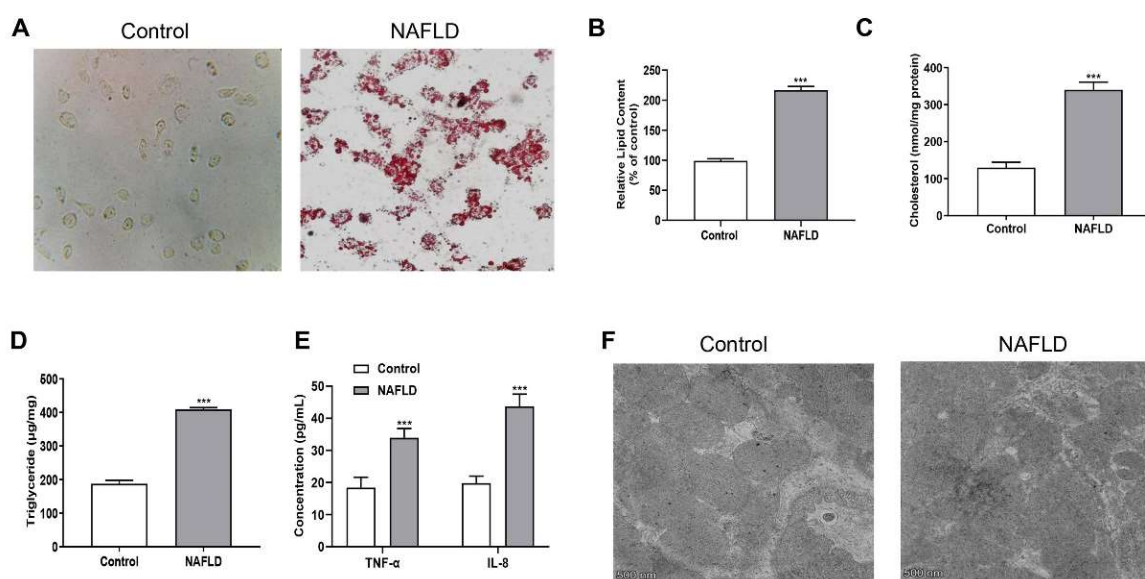 A
Control
NAFLD
B
Relative Lipid Content
(% of control)
250
200
150
100
50
0
***
Control
NAFLD
C
Cholesterol (nmol/mg protein)
400
300
200
100
0
***
Control
NAFLD
D
Triglyceride (μg/mg)
600
400
200
100
0
***
Control
NAFLD
E
Concentration (pg/mL)
50
40
30
20
10
0
Control
NAFLD
***
***
TNF-α
IL-8
F
Control
NAFLD
500 nm
500 nm